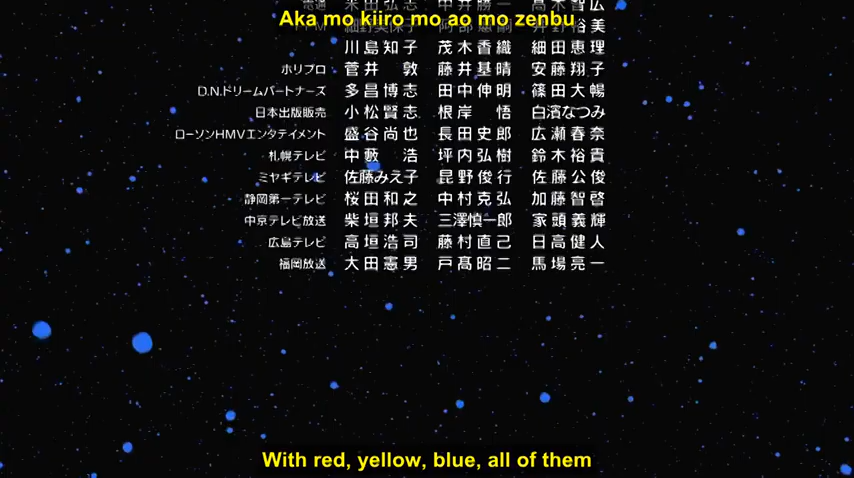 Aka mo kiiro mo ao mo zenbu
川島知子 茂木香織 細田恵理
ホリプロ 菅井 敦 藤井基晴 安藤翔子
D.N.ドリームパートナーズ 多昌博志 田中伸明 篠田大暢
日本出版販売 小松賢志 根岸 悟 白濱なつみ
ローソンHMVエンタテイメント 盛谷尚也 長田史郎 広瀬春奈
札幌テレビ 中藪 浩 坪内弘樹 鈴木裕貴
ミヤギテレビ 佐藤みえ子 昆野俊行 佐藤公俊
静岡第一テレビ 桜田和之 中村克弘 加藤智啓
中京テレビ放送 柴垣邦夫 三澤慎一郎 家頭義輝
広島テレビ 高垣浩司 藤村直己 日高健人
福岡放送 大田憲男 戸髙昭二 馬場亮一
With red, yellow, blue, all of them